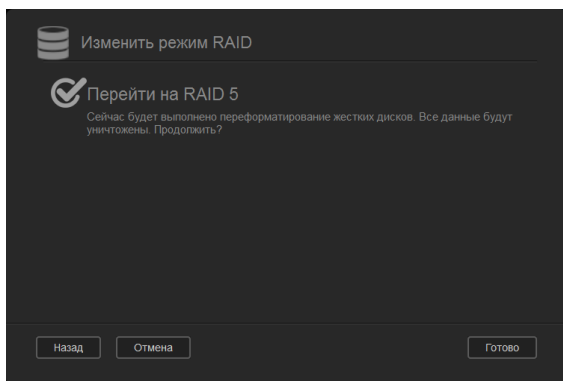 Изменить режим RAID
Перейти на RAID 5
Сейчас будет выполнено переформатирование жестких дисков. Все данные будут
уничтожены. Продолжить?
Назад
Отмена
Готово